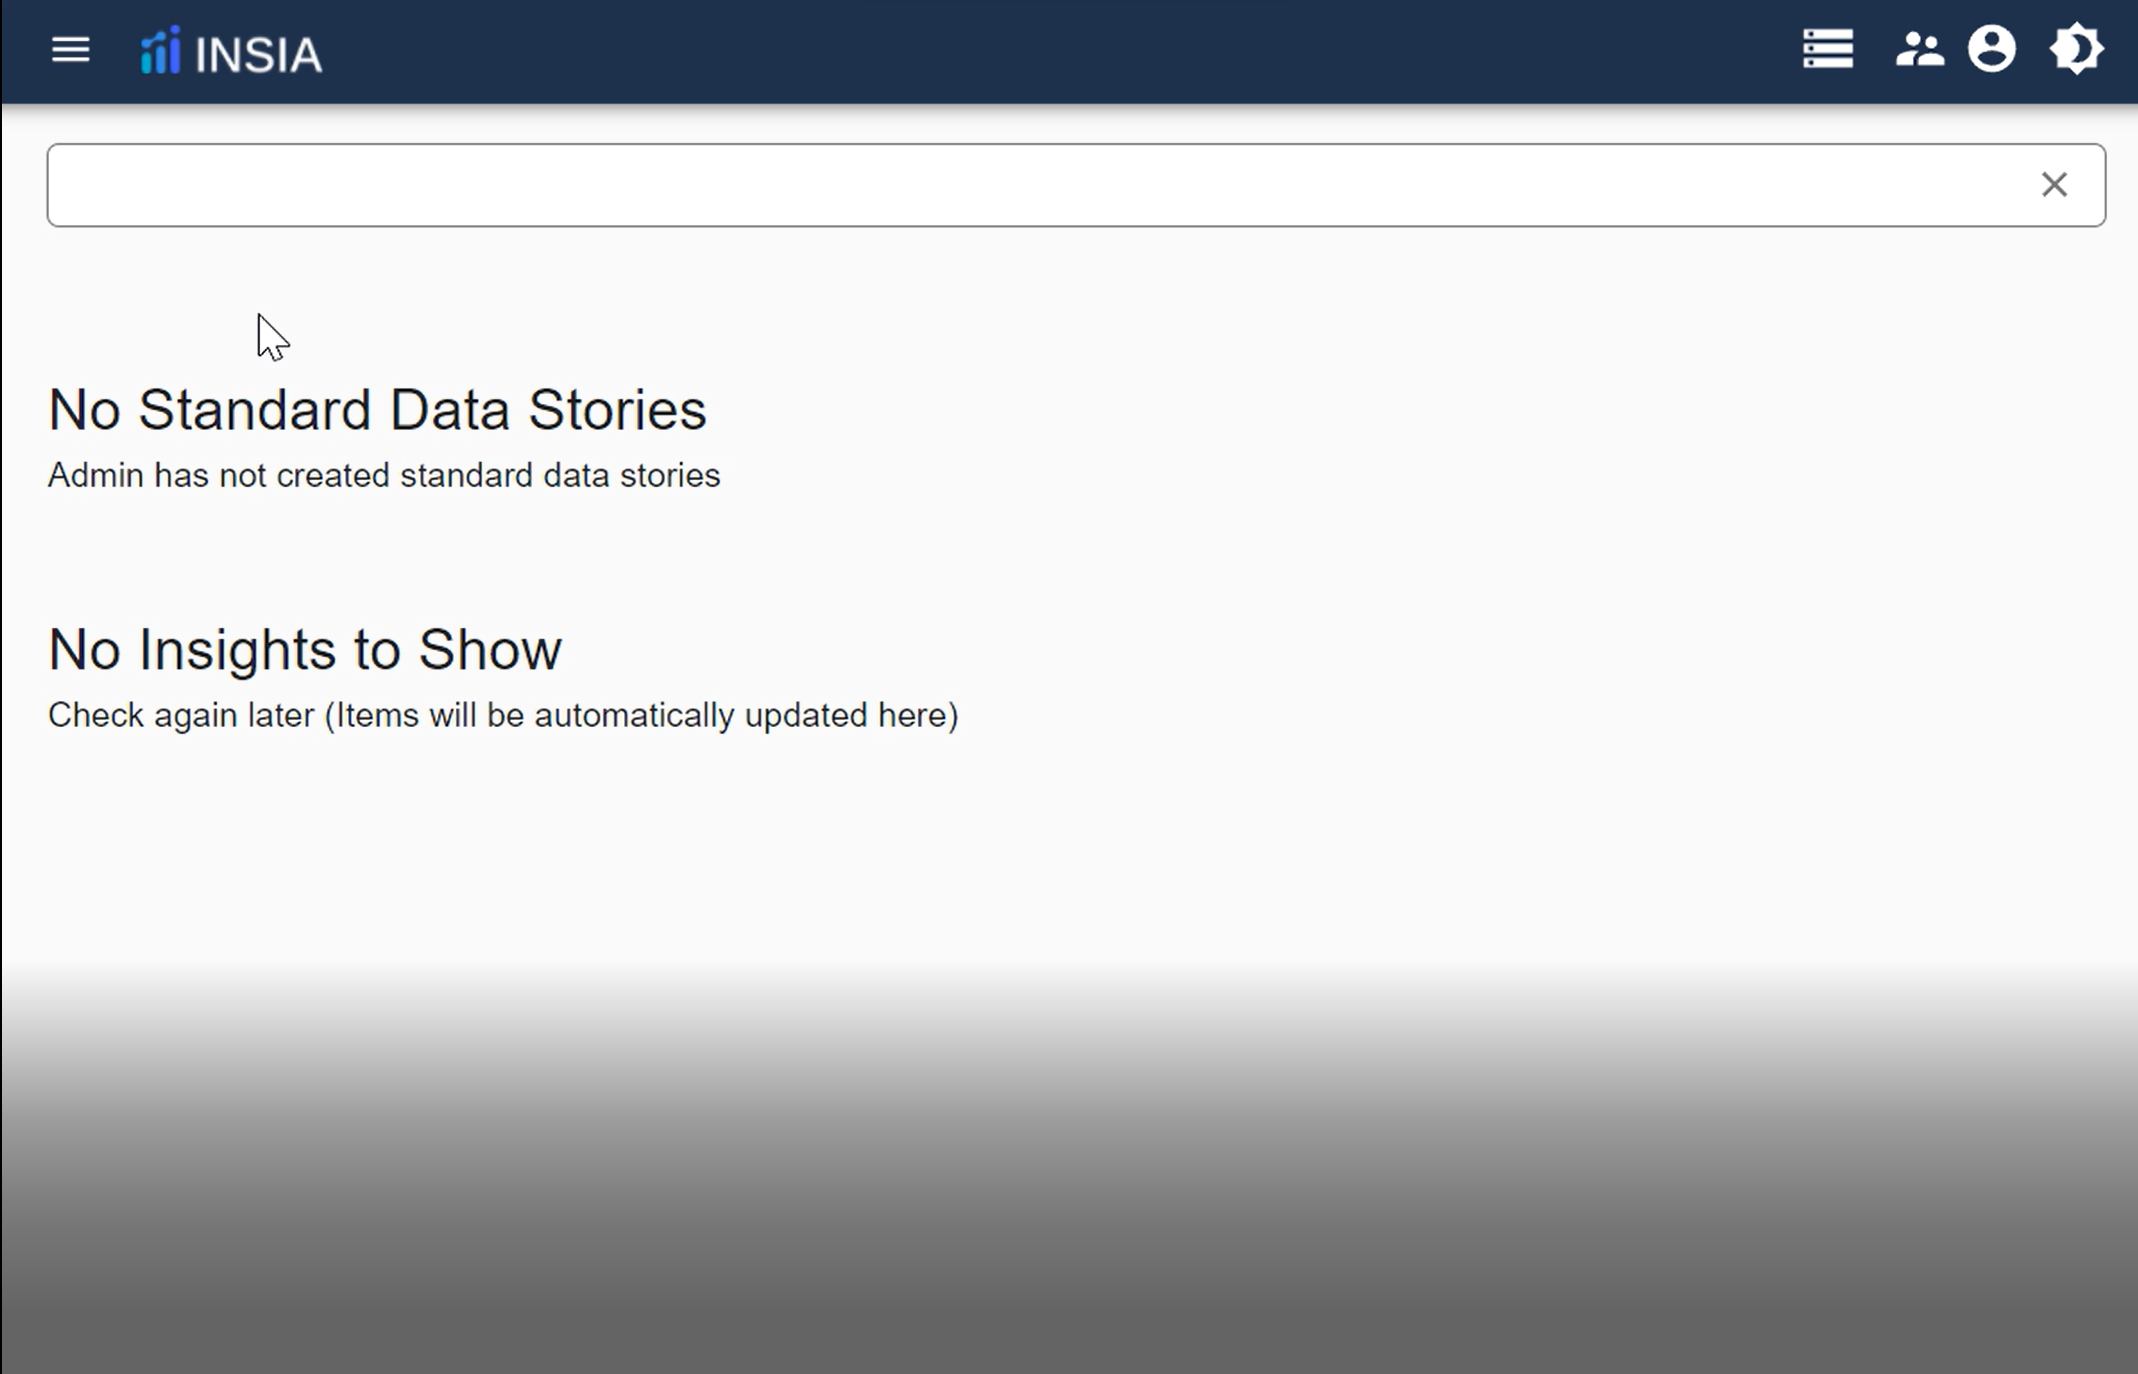 INSIA
No Standard Data Stories
Admin has not created standard data stories
No Insights to Show
Check again later (Items will be automatically updated here)